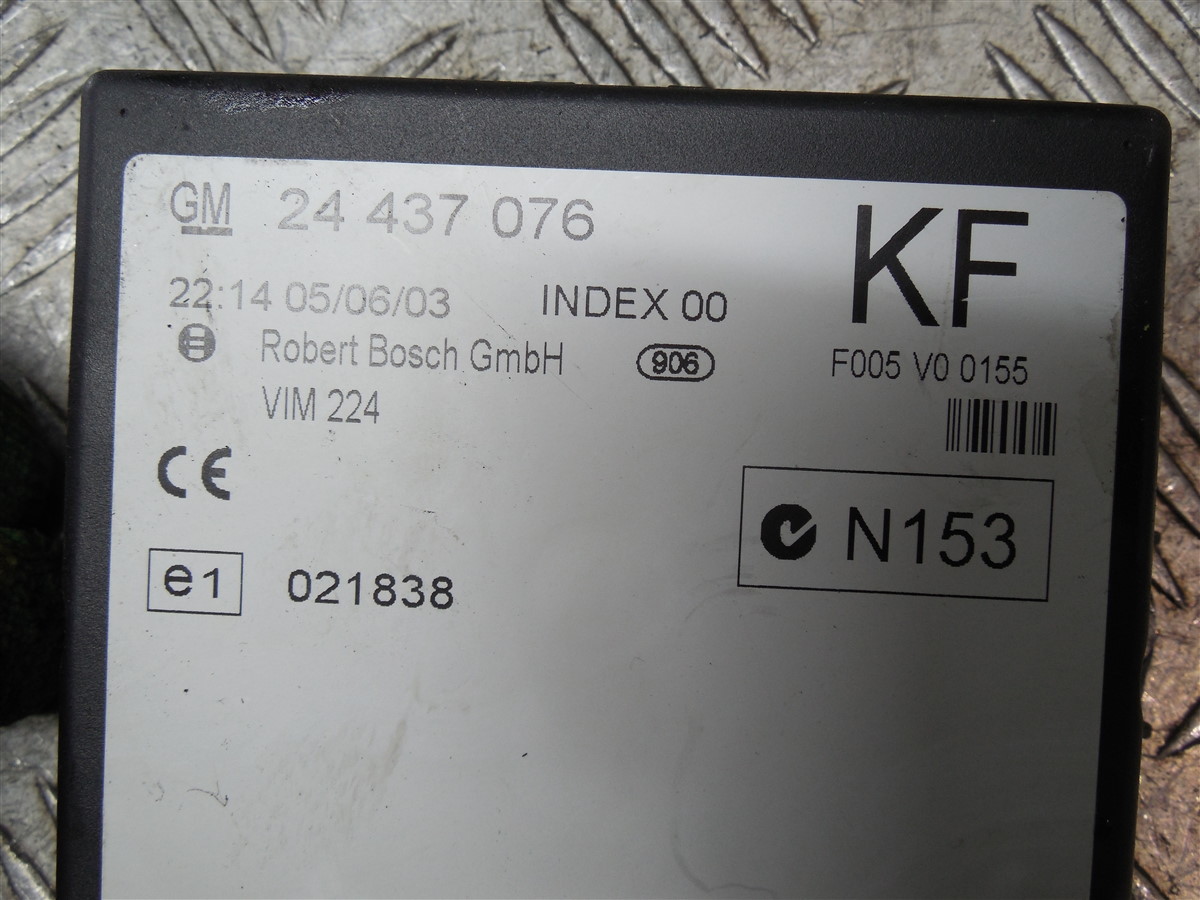 GM 24 437 076
KF
22:14 05/06/03 INDEX 00
Robert Bosch GmbH 906 F005 V0 0155
VIM 224
CE
N153
e1 021838